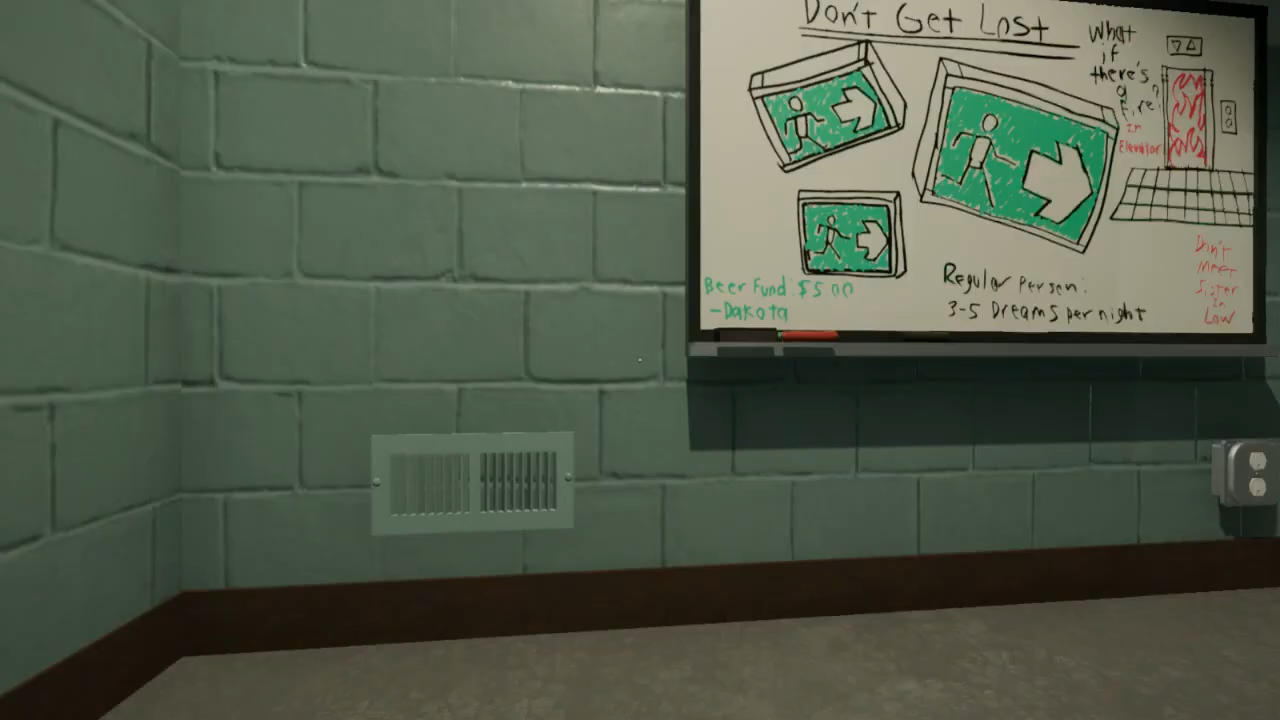 Don't Get Lost
What
if
there's
a
Fire?
In
Elevator
Beer Fund: $5.00
-Dakota
Regular person:
3-5 Dreams per night
Don't
Meet
Sister
In
Law